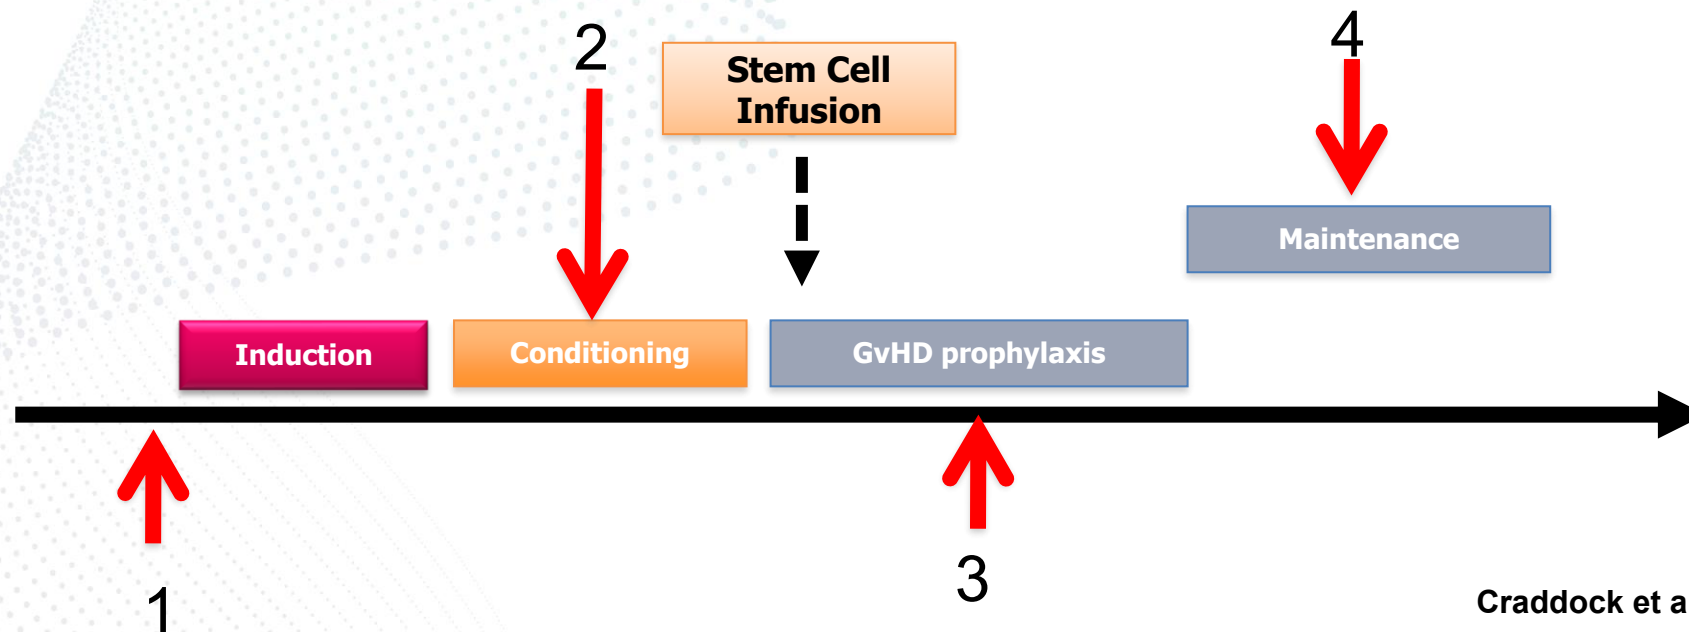 2
4
Stem Cell
Infusion
Maintenance
Induction
Conditioning
GvHD prophylaxis
1
3
Craddock et a